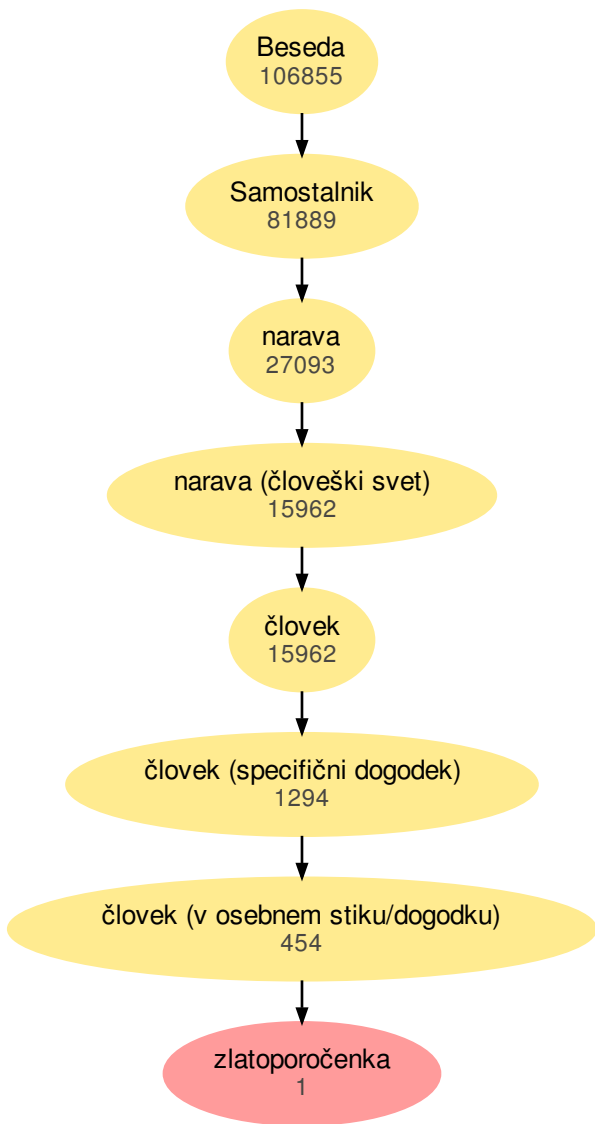 Beseda
106855
Samostalnik
81889
narava
27093
narava (človeški svet)
15962
človek
15962
človek (specifični dogodek)
1294
človek (v osebnem stiku/dogodku)
454
zlatoporočenka
1